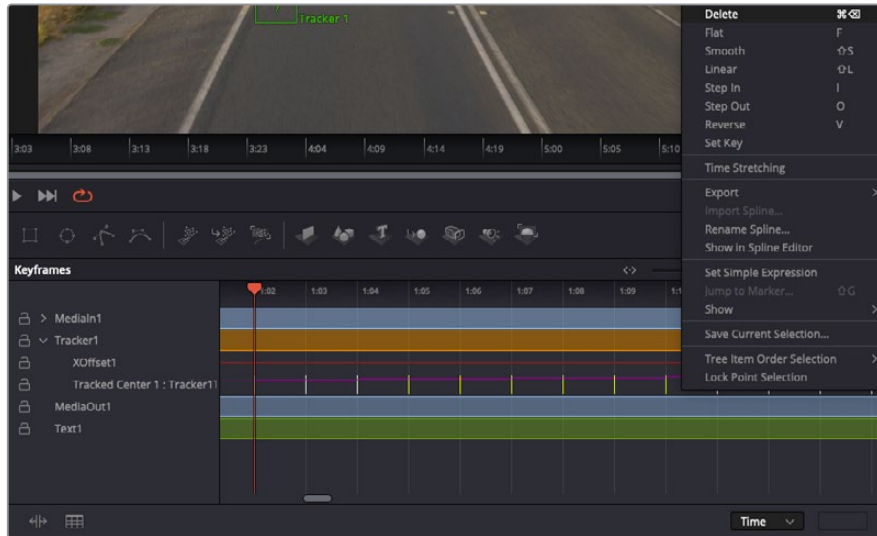 Tracker 1
Delete ⌘⌫
Flat F
Smooth ⇧S
Linear ⇧L
Step In I
Step Out O
Reverse V
Set Key
Time Stretching
Export
Import Spline...
Rename Spline...
Show in Spline Editor
Set Simple Expression
Jump to Marker... ⇧G
Show
Save Current Selection...
Tree Item Order Selection
Lock Point Selection
3:03 3:08 3:13 3:18 3:23 4:04 4:09 4:14 4:19 5:00 5:05 5:10
Keyframes
1:02 1:03 1:04 1:05 1:06 1:07 1:08 1:09
MediaIn1
Tracker1
XOffset1
Tracked Center 1 : Tracker1
MediaOut1
Text1
Time